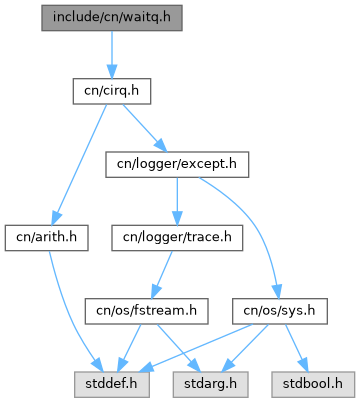 include/cn/waitq.h
cn/cirq.h
cn/logger/except.h
cn/arith.h
cn/logger/trace.h
cn/os/fstream.h
cn/os/sys.h
stddef.h
stdarg.h
stdbool.h